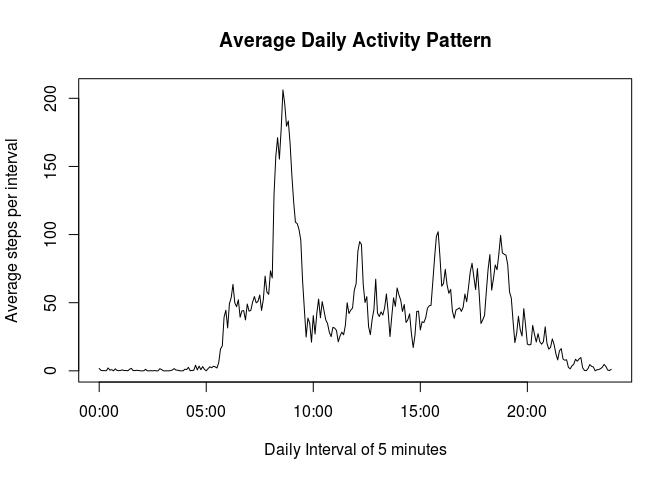 Average Daily Activity Pattern
Average steps per interval
200
150
100
50
0
00:00 05:00 10:00 15:00 20:00
Daily Interval of 5 minutes